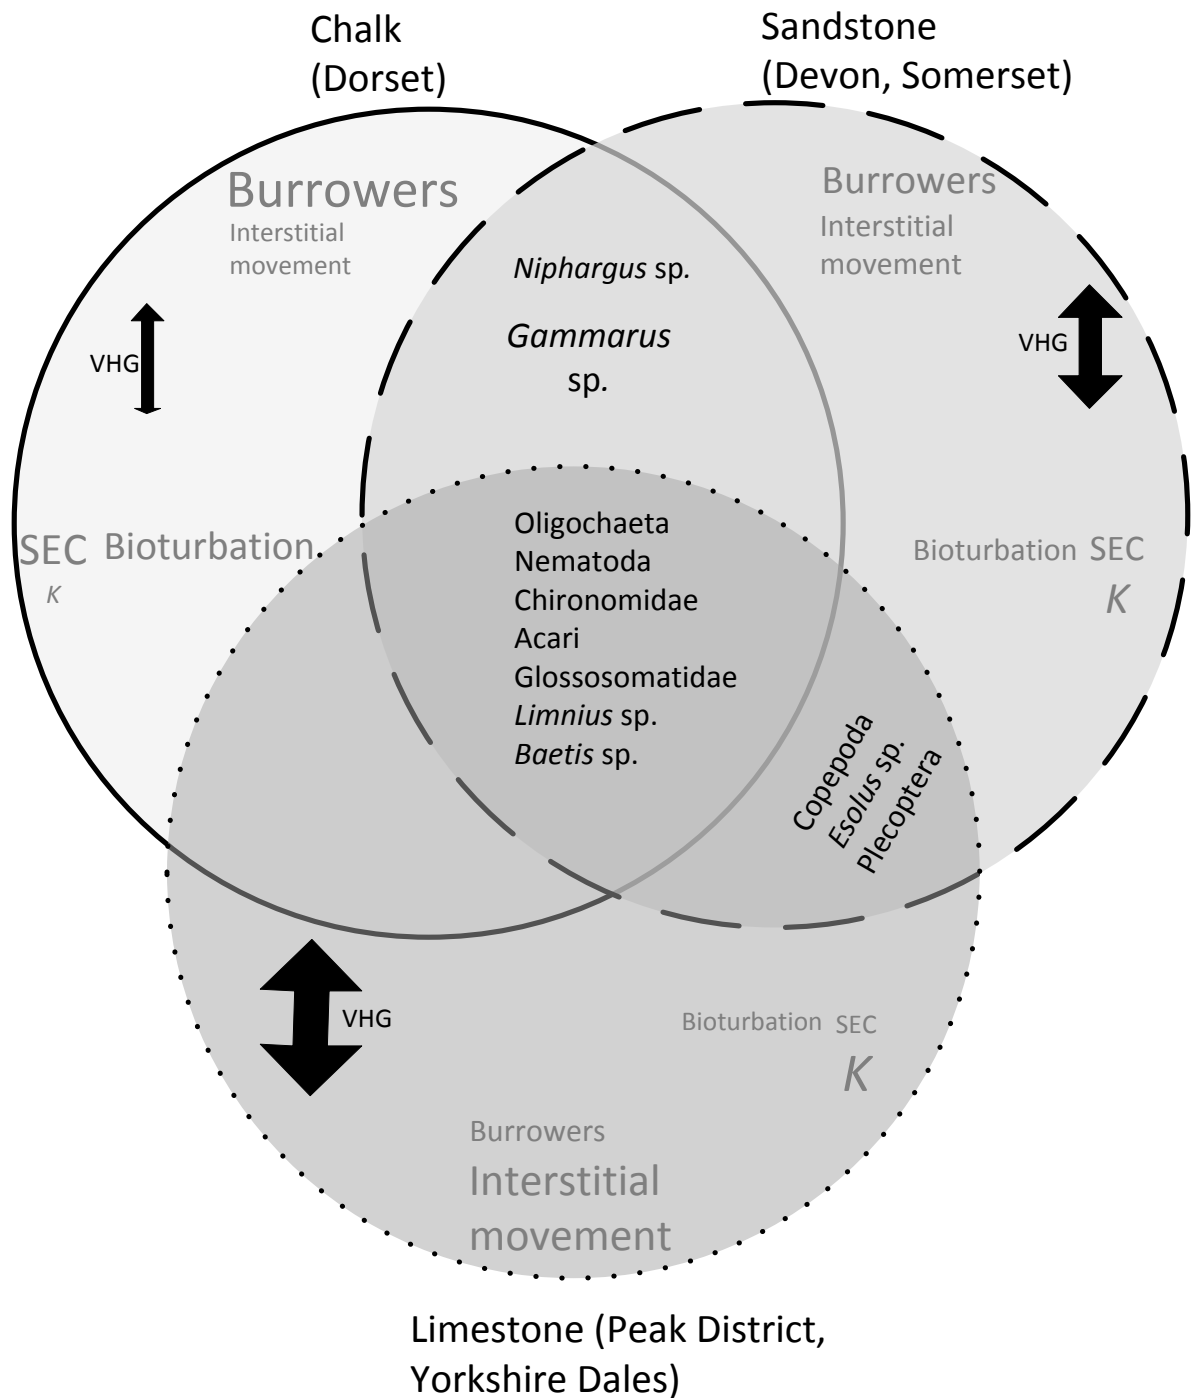 Chalk
(Dorset)
Sandstone
(Devon, Somerset)
Burrowers
Interstitial
movement
Burrowers
Interstitial
movement
Niphargus sp.
Gammarus
sp.
VHG
VHG
SEC Bioturbation
K
Bioturbation SEC
K
Oligochaeta
Nematoda
Chironomidae
Acari
Glossosomatidae
Limnius sp.
Baetis sp.
Copepoda
Esolus sp.
Plecoptera
VHG
Bioturbation SEC
K
Burrowers
Interstitial
movement
Limestone (Peak District,
Yorkshire Dales)